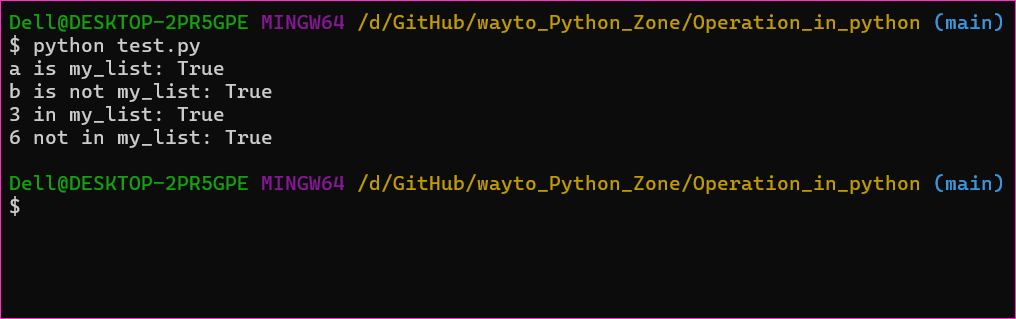 Dell@DESKTOP-2PR5GPE MINGW64 /d/GitHub/wayto_Python_Zone/Operation_in_python (main)
$ python test.py
a is my_list: True
b is not my_list: True
3 in my_list: True
6 not in my_list: True
Dell@DESKTOP-2PR5GPE MINGW64 /d/GitHub/wayto_Python_Zone/Operation_in_python (main)
$